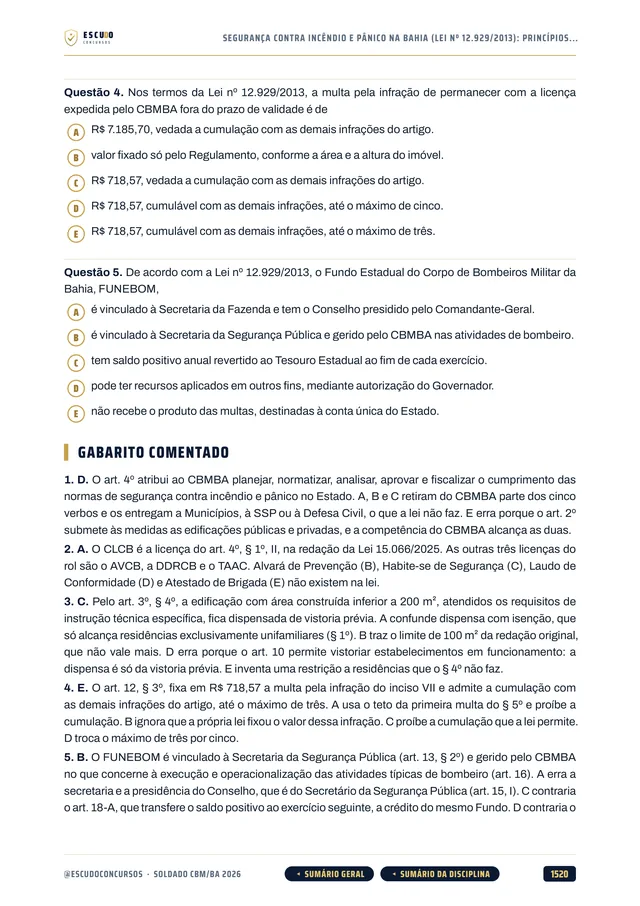 ESCUDO
CONCURSOS
SEGURANÇA CONTRA INCÊNDIO E PÂNICO NA BAHIA (LEI Nº 12.929/2013): PRINCÍPIOS...
Questão 4. Nos termos da Lei nº 12.929/2013, a multa pela infração de permanecer com a licença
expedida pelo CBMBA fora do prazo de validade é de
A R$ 7.185,70, vedada a cumulação com as demais infrações do artigo.
B valor fixado só pelo Regulamento, conforme a área e a altura do imóvel.
C R$ 718,57, vedada a cumulação com as demais infrações do artigo.
D R$ 718,57, cumulável com as demais infrações, até o máximo de cinco.
E R$ 718,57, cumulável com as demais infrações, até o máximo de três.
Questão 5. De acordo com a Lei nº 12.929/2013, o Fundo Estadual do Corpo de Bombeiros Militar da
Bahia, FUNEBOM,
A é vinculado à Secretaria da Fazenda e tem o Conselho presidido pelo Comandante-Geral.
B é vinculado à Secretaria da Segurança Pública e gerido pelo CBMBA nas atividades de bombeiro.
C tem saldo positivo anual revertido ao Tesouro Estadual ao fim de cada exercício.
D pode ter recursos aplicados em outros fins, mediante autorização do Governador.
E não recebe o produto das multas, destinadas à conta única do Estado.
GABARITO COMENTADO
1. D. O art. 4º atribui ao CBMBA planejar, normatizar, analisar, aprovar e fiscalizar o cumprimento das
normas de segurança contra incêndio e pânico no Estado. A, B e C retiram do CBMBA parte dos cinco
verbos e os entregam a Municípios, à SSP ou à Defesa Civil, o que a lei não faz. E erra porque o art. 2º
submete às medidas as edificações públicas e privadas, e a competência do CBMBA alcança as duas.
2. A. O CLCB é a licença do art. 4º, § 1º, II, na redação da Lei 15.066/2025. As outras três licenças do
rol são o AVCB, a DDRCB e o TAAC. Alvará de Prevenção (B), Habite-se de Segurança (C), Laudo de
Conformidade (D) e Atestado de Brigada (E) não existem na lei.
3. C. Pelo art. 3º, § 4º, a edificação com área construída inferior a 200 m², atendidos os requisitos de
instrução técnica específica, fica dispensada de vistoria prévia. A confunde dispensa com isenção, que
só alcança residências exclusivamente unifamiliares (§ 1º). B traz o limite de 100 m² da redação original,
que não vale mais. D erra porque o art. 10 permite vistoriar estabelecimentos em funcionamento: a
dispensa é só da vistoria prévia. E inventa uma restrição a residências que o § 4º não faz.
4. E. O art. 12, § 3º, fixa em R$ 718,57 a multa pela infração do inciso VII e admite a cumulação com
as demais infrações do artigo, até o máximo de três. A usa o teto da primeira multa do § 5º e proíbe a
cumulação. B ignora que a própria lei fixou o valor dessa infração. C proíbe a cumulação que a lei permite.
D troca o máximo de três por cinco.
5. B. O FUNEBOM é vinculado à Secretaria da Segurança Pública (art. 13, § 2º) e gerido pelo CBMBA
no que concerne à execução e operacionalização das atividades típicas de bombeiro (art. 16). A erra a
secretaria e a presidência do Conselho, que é do Secretário da Segurança Pública (art. 15, I). C contraria
o art. 18-A, que transfere o saldo positivo ao exercício seguinte, a crédito do mesmo Fundo. D contraria o
@ESCUDOCONCURSOS · SOLDADO CBM/BA 2026
SUMÁRIO GERAL
SUMÁRIO DA DISCIPLINA
1520